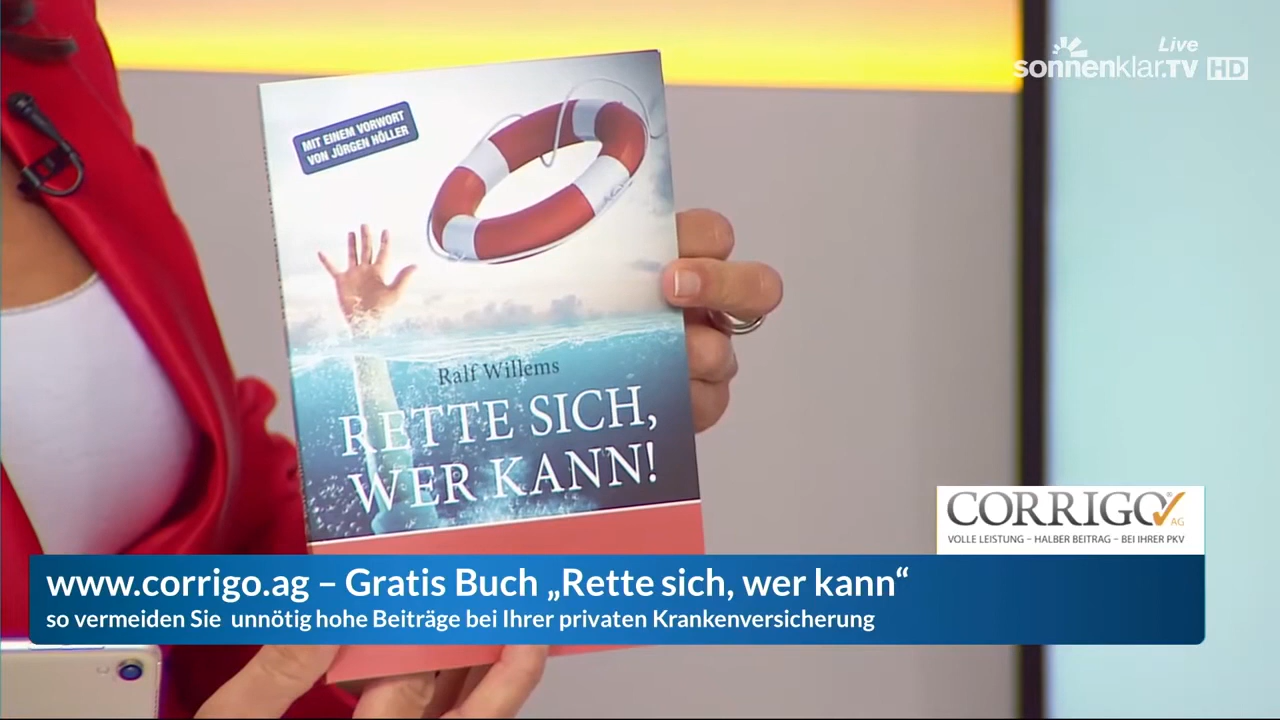 Live
sonnenklar.TV HD
MIT EINEM VORWORT
VON JÜRGEN HÖLLER
Ralf Willems
RETTE SICH,
WER KANN!
CORRIGO AG
VOLLE LEISTUNG – HALBER BEITRAG – BEI IHRER PKV
www.corrigo.ag – Gratis Buch „Rette sich, wer kann“
so vermeiden Sie unnötig hohe Beiträge bei Ihrer privaten Krankenversicherung